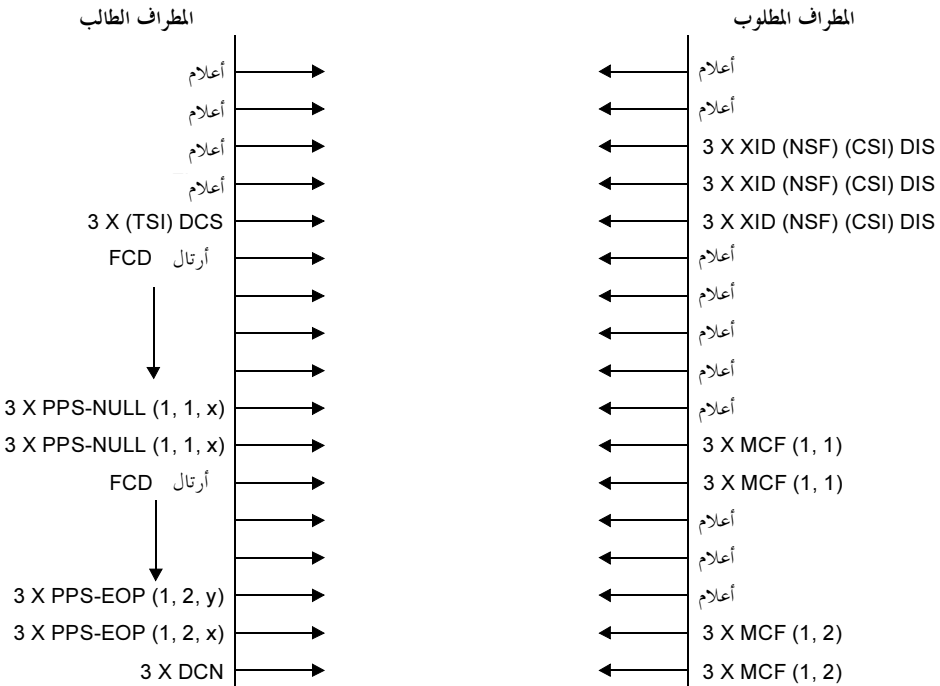 المطراف الطالب
أعلام
أعلام
أعلام
أعلام
3 X (TSI) DCS
أرتال FCD
3 X PPS-NULL (1, 1, x)
3 X PPS-NULL (1, 1, x)
أرتال FCD
3 X PPS-EOP (1, 2, y)
3 X PPS-EOP (1, 2, x)
3 X DCN
المطراف المطلوب
أعلام
أعلام
3 X XID (NSF) (CSI) DIS
3 X XID (NSF) (CSI) DIS
3 X XID (NSF) (CSI) DIS
أعلام
أعلام
أعلام
أعلام
أعلام
3 X MCF (1, 1)
3 X MCF (1, 1)
أعلام
أعلام
أعلام
3 X MCF (1, 2)
3 X MCF (1, 2)